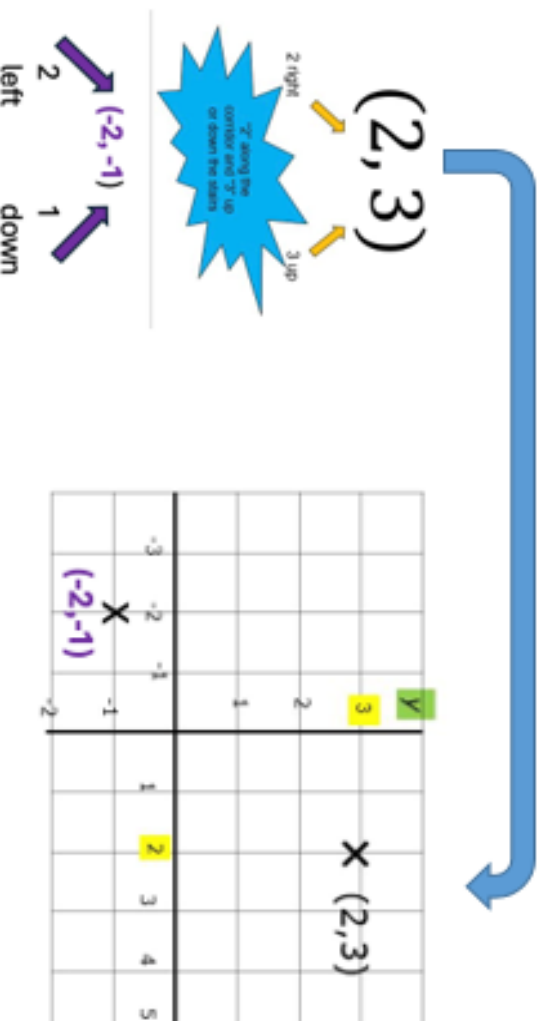 (2, 3)
2 right
3 up
"2" along the
corridor and "3" up
or down the stairs
(-2, -1)
2
left
1
down
y
3
2
1
-1
-2
-3
-2
-1
1
2
3
4
5
(2,3)
(-2,-1)